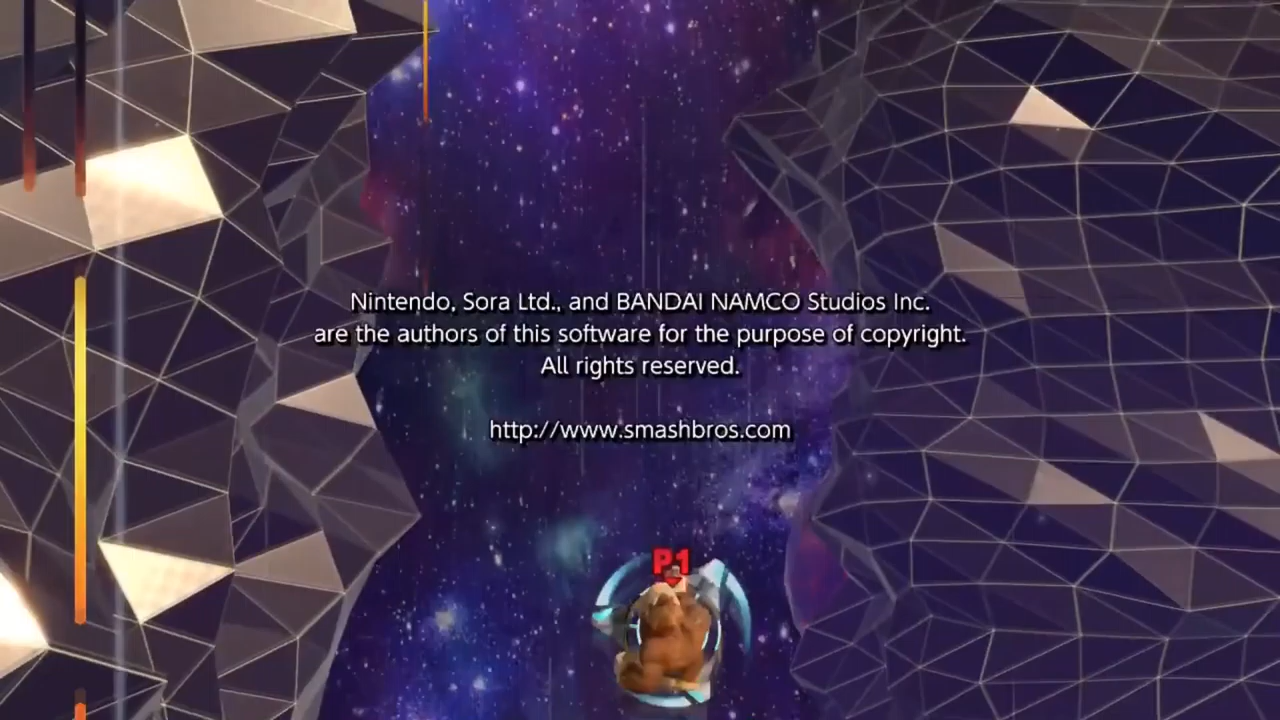 Nintendo, Sora Ltd., and BANDAI NAMCO Studios Inc.
are the authors of this software for the purpose of copyright.
All rights reserved.
http://www.smashbros.com
P1